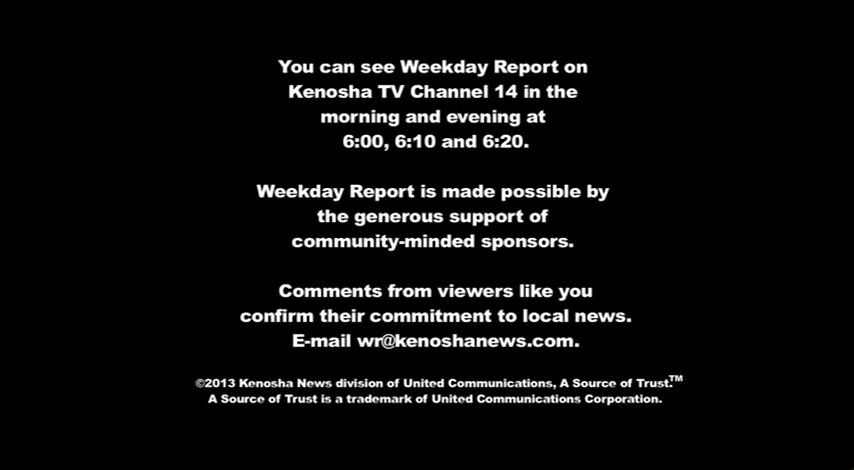 You can see Weekday Report on
Kenosha TV Channel 14 in the
morning and evening at
6:00, 6:10 and 6:20.
Weekday Report is made possible by
the generous support of
community-minded sponsors.
Comments from viewers like you
confirm their commitment to local news.
E-mail wr@kenoshanews.com.
©2013 Kenosha News division of United Communications, A Source of Trust.™
A Source of Trust is a trademark of United Communications Corporation.